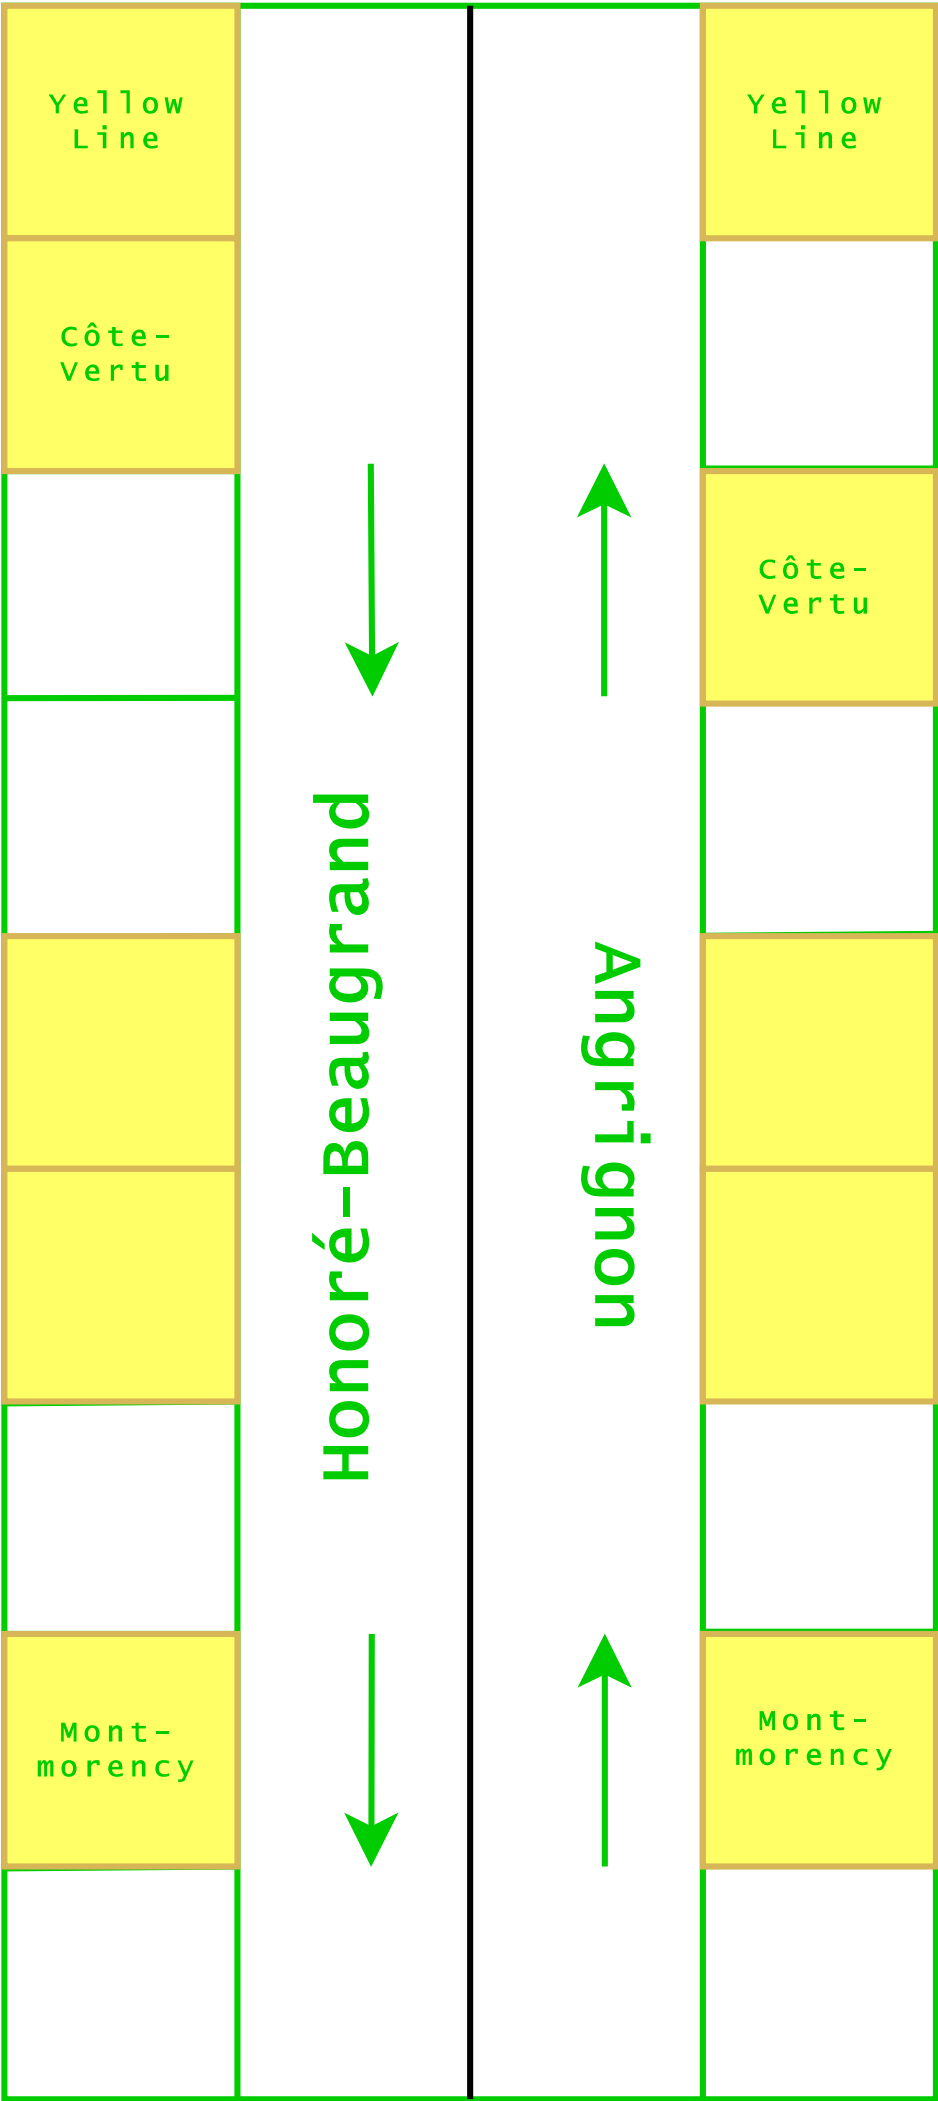 Yellow
Line
Yellow
Line
Côte-
Vertu
Côte-
Vertu
Honoré-Beaugrand
Angrignon
Mont-
morency
Mont-
morency